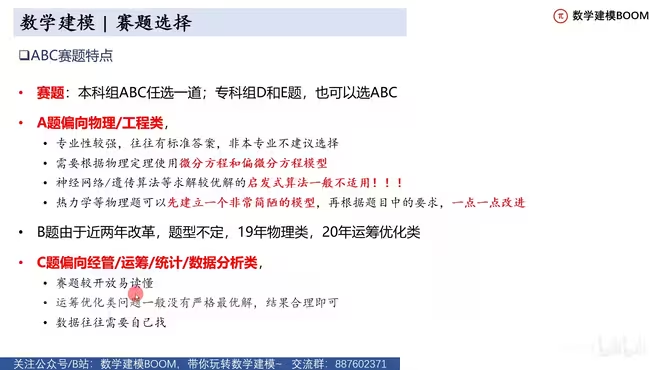 数学建模 | 赛题选择
数学建模BOOM
ABC赛题特点
• 赛题：本科组ABC任选一道；专科组D和E题，也可以选ABC
• A题偏向物理/工程类，
• 专业性较强，往往有标准答案，非本专业不建议选择
• 需要根据物理定理使用微分方程和偏微分方程模型
• 神经网络/遗传算法等求解较优解的启发式算法一般不适用！！！
• 热力学等物理题可以先建立一个非常简陋的模型，再根据题目中的要求，一点一点改进
• B题由于近两年改革，题型不定，19年物理类，20年运筹优化类
• C题偏向经管/运筹/统计/数据分析类，
• 赛题较开放易读懂
• 运筹优化类问题一般没有严格最优解，结果合理即可
• 数据往往需要自己找
关注公众号/B站：数学建模BOOM，带你玩转数学建模~ 交流群：887602371